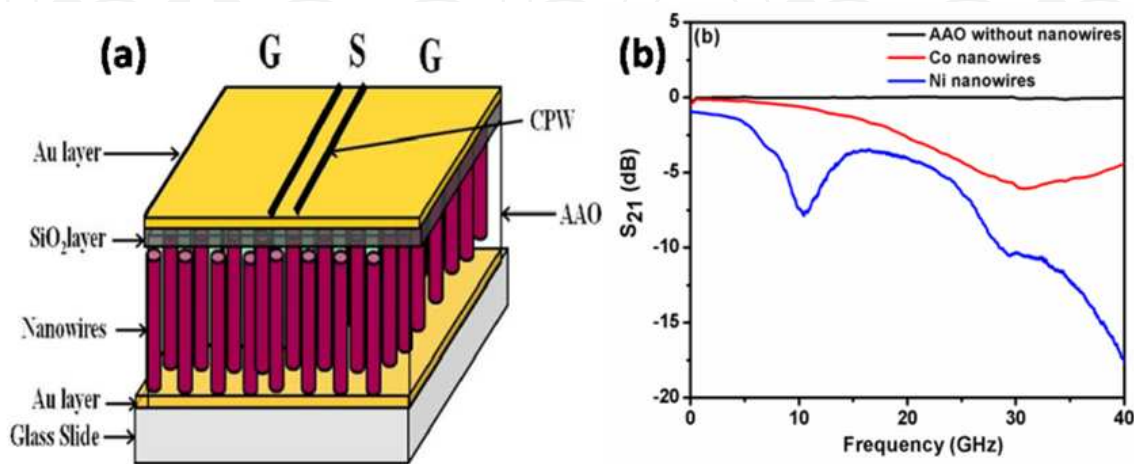 (a)
G S G
CPW
Au layer
AAO
SiO₂layer
Nanowires
Au layer
Glass Slide
(b)
(b)
AAO without nanowires
Co nanowires
Ni nanowires
5
0
-5
-10
-15
-20
S₂₁ (dB)
0 10 20 30 40
Frequency (GHz)